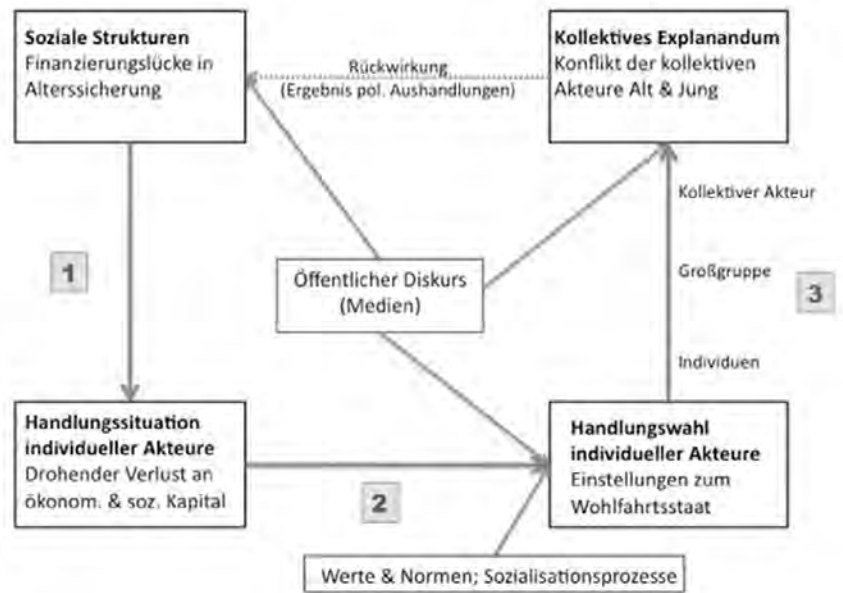 Soziale Strukturen
Finanzierungslücke in
Alterssicherung
Rückwirkung
(Ergebnis pol. Aushandlungen)
Kollektives Explanandum
Konflikt der kollektiven
Akteure Alt & Jung
Kollektiver Akteur
1
Öffentlicher Diskurs
(Medien)
Großgruppe
3
Individuen
Handlungssituation
individueller Akteure
Drohender Verlust an
ökonom. & soz. Kapital
2
Handlungswahl
individueller Akteure
Einstellungen zum
Wohlfahrtsstaat
Werte & Normen; Sozialisationsprozesse